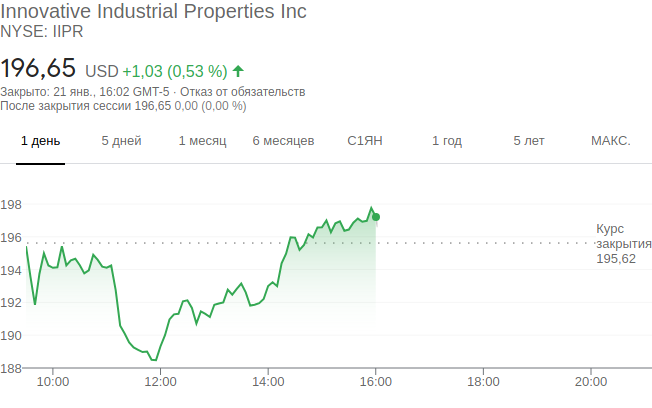 Innovative Industrial Properties Inc
NYSE: IIPR
196,65 USD +1,03 (0,53 %)
Закрыто: 21 янв., 16:02 GMT-5 · Отказ от обязательств
После закрытия сессии 196,65 0,00 (0,00 %)
1 день 5 дней 1 месяц 6 месяцев С1ЯН 1 год 5 лет МАКС.
198
196
194
192
190
188
Курс
закрытия
195,62
10:00 12:00 14:00 16:00 18:00 20:00